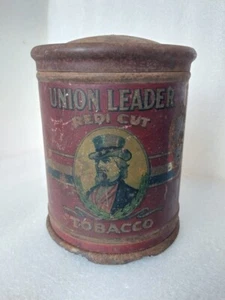 UNION LEADER
REDI CUT
TOBACCO